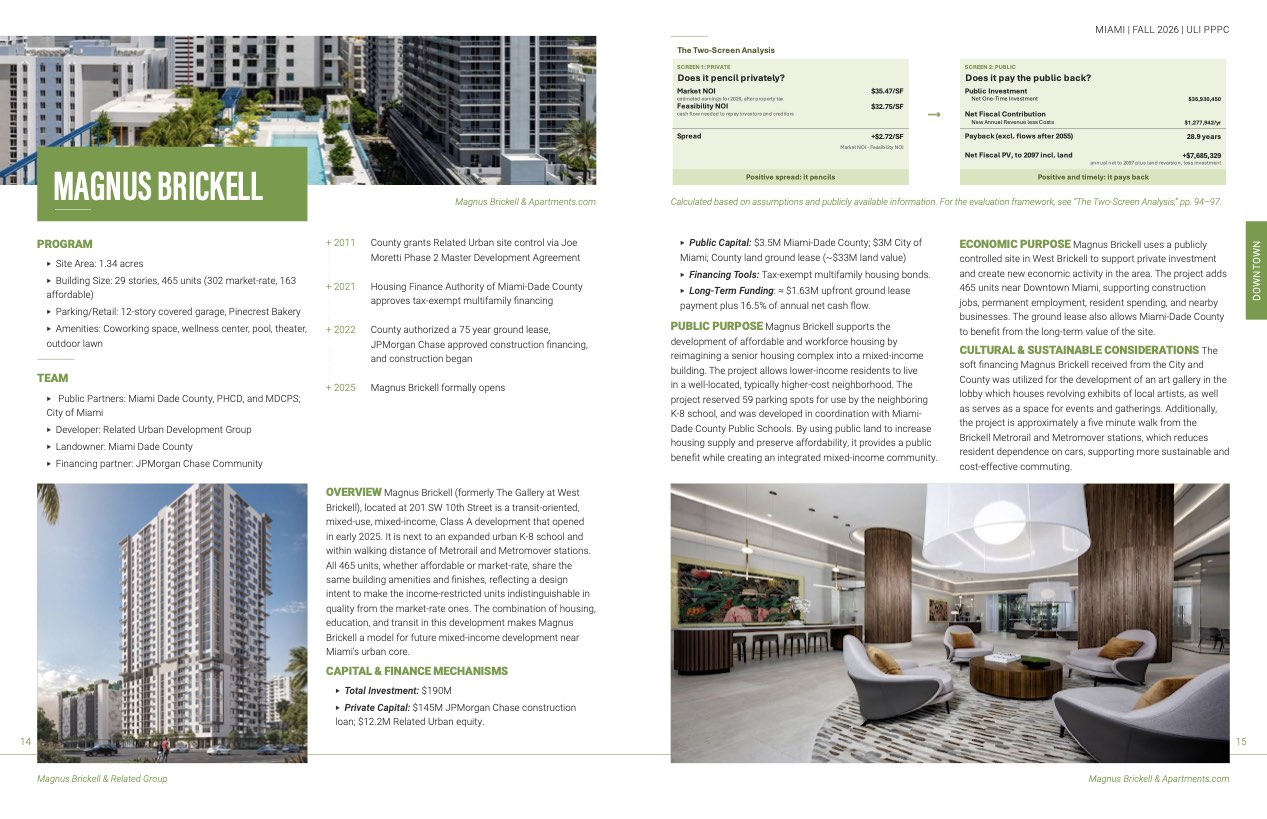 MAGNUS BRICKELL
Magnus Brickell & Apartments.com
PROGRAM
‣ Site Area: 1.34 acres
‣ Building Size: 29 stories, 465 units (302 market-rate, 163
affordable)
‣ Parking/Retail: 12-story covered garage, Pinecrest Bakery
‣ Amenities: Coworking space, wellness center, pool, theater,
outdoor lawn
TEAM
‣ Public Partners: Miami Dade County, PHCD, and MDCPS;
City of Miami
‣ Developer: Related Urban Development Group
‣ Landowner: Miami Dade County
‣ Financing partner: JPMorgan Chase Community
+ 2011 County grants Related Urban site control via Joe
Moretti Phase 2 Master Development Agreement
+ 2021 Housing Finance Authority of Miami-Dade County
approves tax-exempt multifamily financing
+ 2022 County authorized a 75 year ground lease,
JPMorgan Chase approved construction financing,
and construction began
+ 2025 Magnus Brickell formally opens
OVERVIEW Magnus Brickell (formerly The Gallery at West
Brickell), located at 201 SW 10th Street is a transit-oriented,
mixed-use, mixed-income, Class A development that opened
in early 2025. It is next to an expanded urban K-8 school and
within walking distance of Metrorail and Metromover stations.
All 465 units, whether affordable or market-rate, share the
same building amenities and finishes, reflecting a design
intent to make the income-restricted units indistinguishable in
quality from the market-rate ones. The combination of housing,
education, and transit in this development makes Magnus
Brickell a model for future mixed-income development near
Miami's urban core.
CAPITAL & FINANCE MECHANISMS
‣ Total Investment: $190M
‣ Private Capital: $145M JPMorgan Chase construction
loan; $12.2M Related Urban equity.
14
Magnus Brickell & Related Group
MIAMI | FALL 2026 | ULI PPPC
The Two-Screen Analysis
SCREEN 1: PRIVATE
Does it pencil privately?
Market NOI $35.47/SF
estimated earnings for 2026, after property tax
Feasibility NOI $32.75/SF
cash flow needed to repay investors and creditors
Spread +$2.72/SF
Market NOI - Feasibility NOI
Positive spread: it pencils
→
SCREEN 2: PUBLIC
Does it pay the public back?
Public Investment
Net One-Time Investment $36,930,450
Net Fiscal Contribution
New Annual Revenue less Costs $1,277,942/yr
Payback (excl. flows after 2055) 28.9 years
Net Fiscal PV, to 2097 incl. land +$7,685,329
annual net to 2097 plus land reversion, less investment)
Positive and timely: it pays back
Calculated based on assumptions and publicly available information. For the evaluation framework, see "The Two-Screen Analysis," pp. 94–97.
‣ Public Capital: $3.5M Miami-Dade County; $3M City of
Miami; County land ground lease (~$33M land value)
‣ Financing Tools: Tax-exempt multifamily housing bonds.
‣ Long-Term Funding: ≈ $1.63M upfront ground lease
payment plus 16.5% of annual net cash flow.
PUBLIC PURPOSE Magnus Brickell supports the
development of affordable and workforce housing by
reimagining a senior housing complex into a mixed-income
building. The project allows lower-income residents to live
in a well-located, typically higher-cost neighborhood. The
project reserved 59 parking spots for use by the neighboring
K-8 school, and was developed in coordination with Miami-
Dade County Public Schools. By using public land to increase
housing supply and preserve affordability, it provides a public
benefit while creating an integrated mixed-income community.
ECONOMIC PURPOSE Magnus Brickell uses a publicly
controlled site in West Brickell to support private investment
and create new economic activity in the area. The project adds
465 units near Downtown Miami, supporting construction
jobs, permanent employment, resident spending, and nearby
businesses. The ground lease also allows Miami-Dade County
to benefit from the long-term value of the site.
CULTURAL & SUSTAINABLE CONSIDERATIONS The
soft financing Magnus Brickell received from the City and
County was utilized for the development of an art gallery in the
lobby which houses revolving exhibits of local artists, as well
as serves as a space for events and gatherings. Additionally,
the project is approximately a five minute walk from the
Brickell Metrorail and Metromover stations, which reduces
resident dependence on cars, supporting more sustainable and
cost-effective commuting.
DOWNTOWN
15
Magnus Brickell & Apartments.com